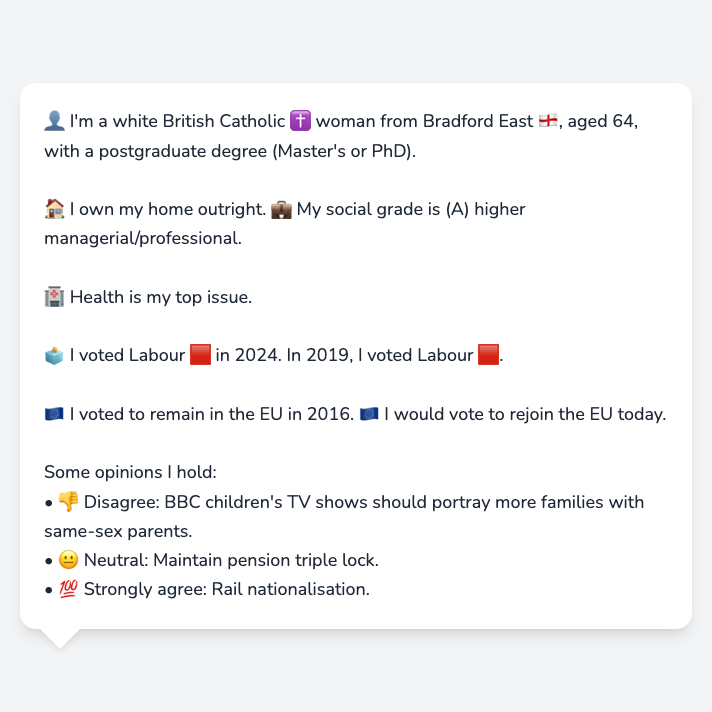 👤 I'm a white British Catholic ✝️ woman from Bradford East 🏴󠁧󠁢󠁥󠁮󠁧󠁿, aged 64,
with a postgraduate degree (Master's or PhD).
🏠 I own my home outright. 💼 My social grade is (A) higher
managerial/professional.
🏥 Health is my top issue.
🗳️ I voted Labour 🟥 in 2024. In 2019, I voted Labour 🟥.
🇪🇺 I voted to remain in the EU in 2016. 🇪🇺 I would vote to rejoin the EU today.
Some opinions I hold:
• 👎 Disagree: BBC children's TV shows should portray more families with
same-sex parents.
• 😐 Neutral: Maintain pension triple lock.
• 💯 Strongly agree: Rail nationalisation.